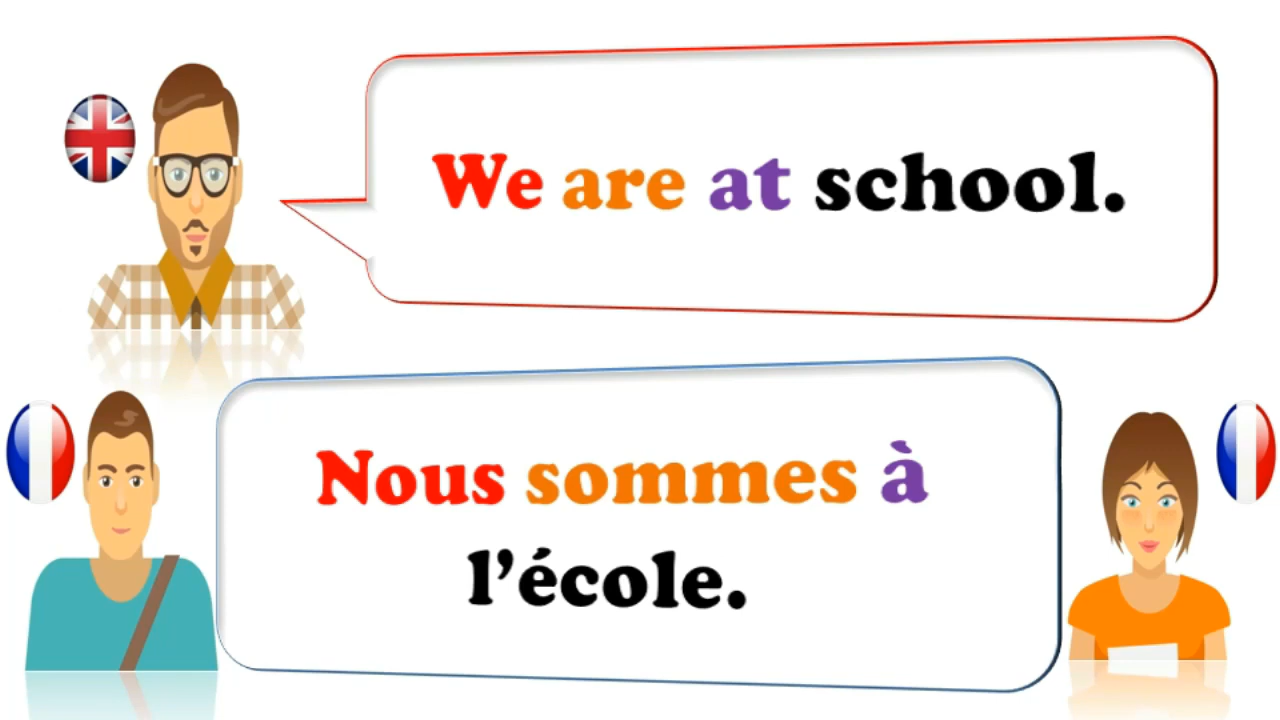 We are at school.
Nous sommes à
l’école.